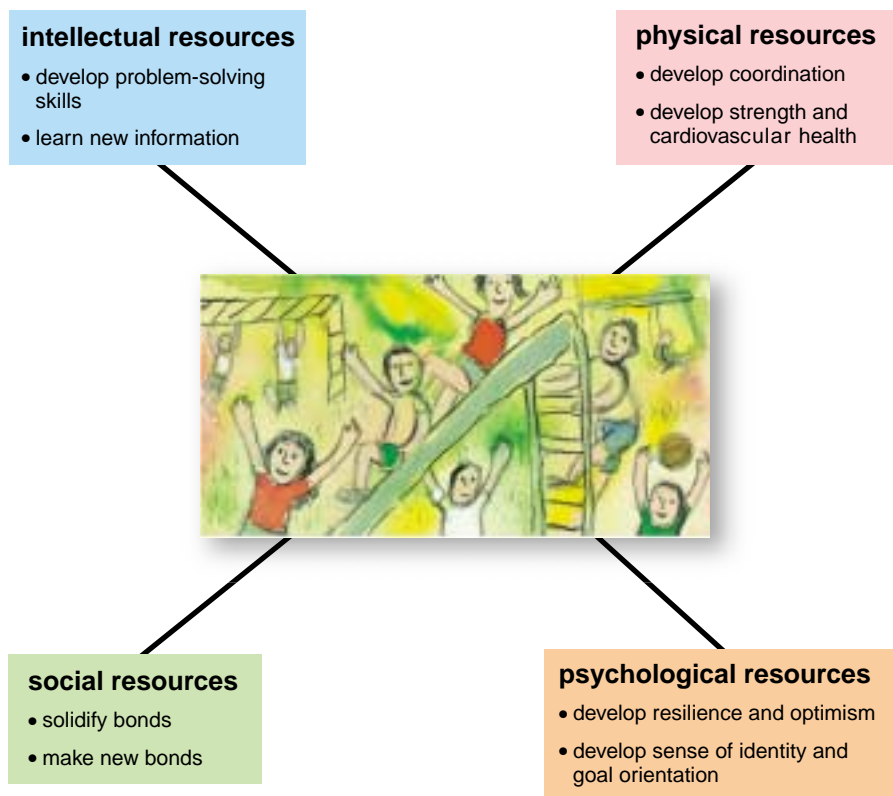 intellectual resources
• develop problem-solving
skills
• learn new information
physical resources
• develop coordination
• develop strength and
cardiovascular health
social resources
• solidify bonds
• make new bonds
psychological resources
• develop resilience and optimism
• develop sense of identity and
goal orientation